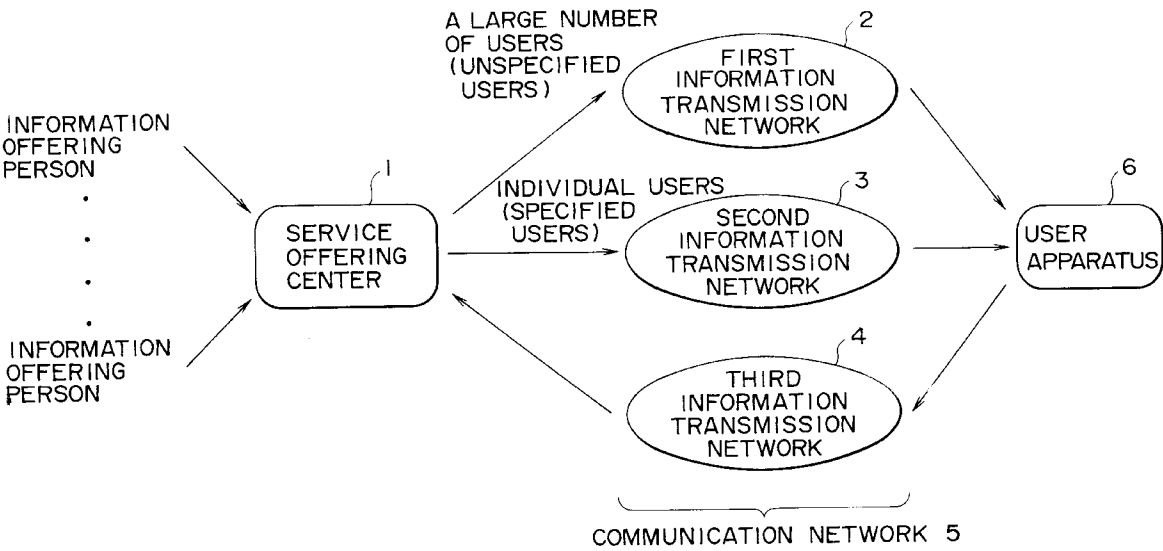 INFORMATION
OFFERING
PERSON
INFORMATION
OFFERING
PERSON
1
SERVICE
OFFERING
CENTER
A LARGE NUMBER
OF USERS
(UNSPECIFIED
USERS)
INDIVIDUAL USERS
(SPECIFIED
USERS)
2
FIRST
INFORMATION
TRANSMISSION
NETWORK
3
SECOND
INFORMATION
TRANSMISSION
NETWORK
4
THIRD
INFORMATION
TRANSMISSION
NETWORK
COMMUNICATION NETWORK 5
6
USER
APPARATUS